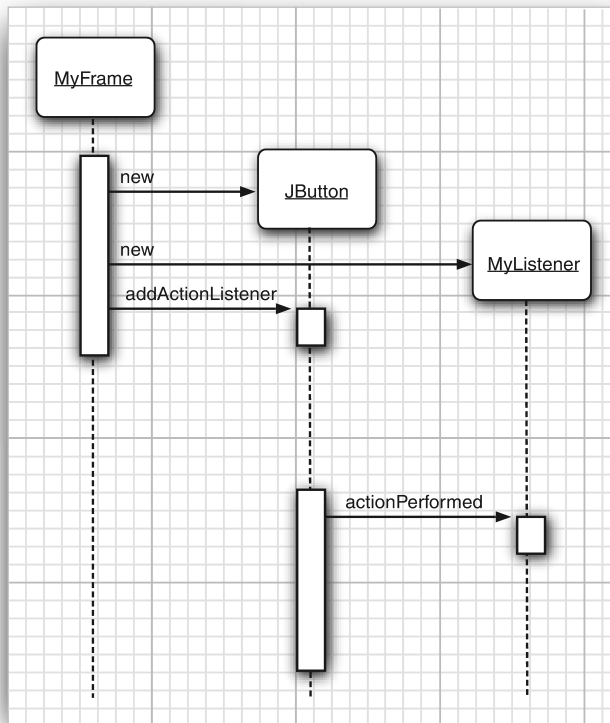 MyFrame
new
JButton
new
MyListener
addActionListener
actionPerformed